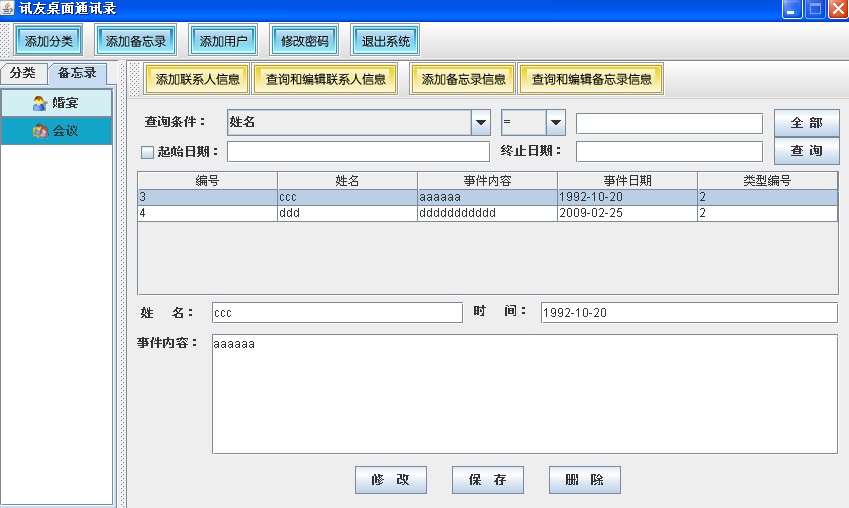 讯友桌面通讯录
添加分类 添加备忘录 添加用户 修改密码 退出系统
分类 备忘录
添加联系人信息 查询和编辑联系人信息 添加备忘录信息 查询和编辑备忘录信息
婚宴
会议
查询条件： 姓名 = 全 部
起始日期： 终止日期： 查 询
编号 姓名 事件内容 事件日期 类型编号
3 ccc aaaaaa 1992-10-20 2
4 ddd ddddddddddd 2009-02-25 2
姓 名： ccc 时 间： 1992-10-20
事件内容： aaaaaa
修 改 保 存 删 除